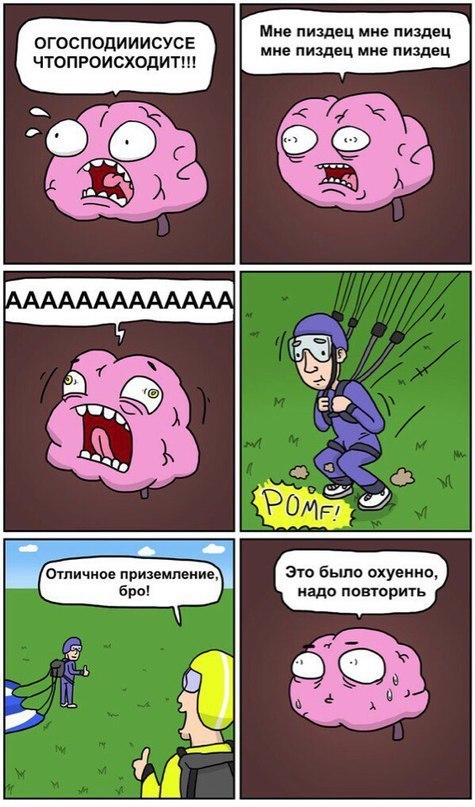 ОГОСПОДИИИСУСЕ
ЧТОПРОИСХОДИТ!!!
Мне пиздец мне пиздец
мне пиздец мне пиздец
ААААААААААААА
POMF!
Отличное приземление,
бро!
Это было охуенно,
надо повторить